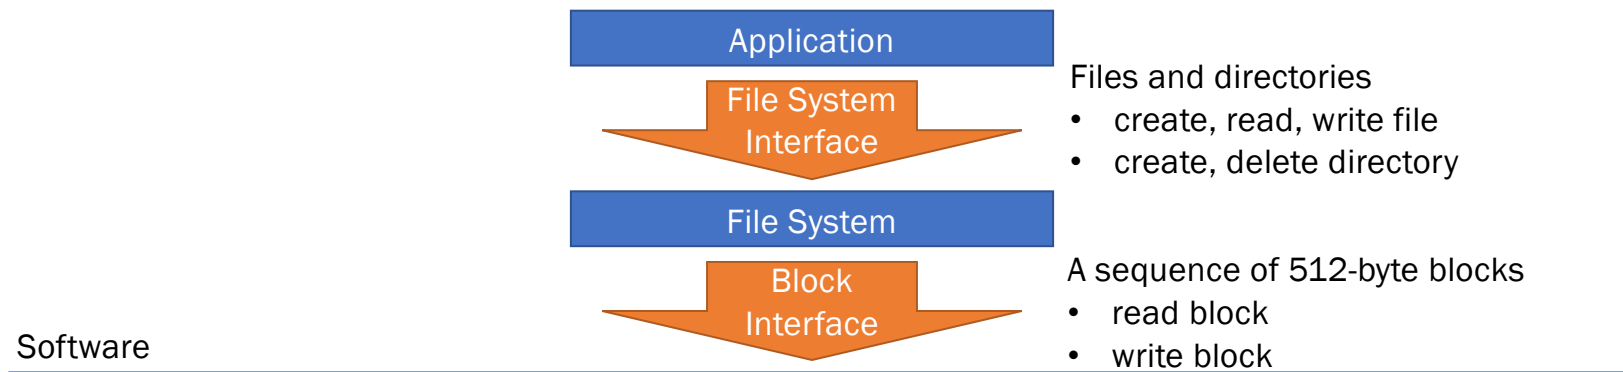 Application
File System
Interface
Files and directories
• create, read, write file
• create, delete directory
File System
Block
Interface
A sequence of 512-byte blocks
• read block
• write block
Software